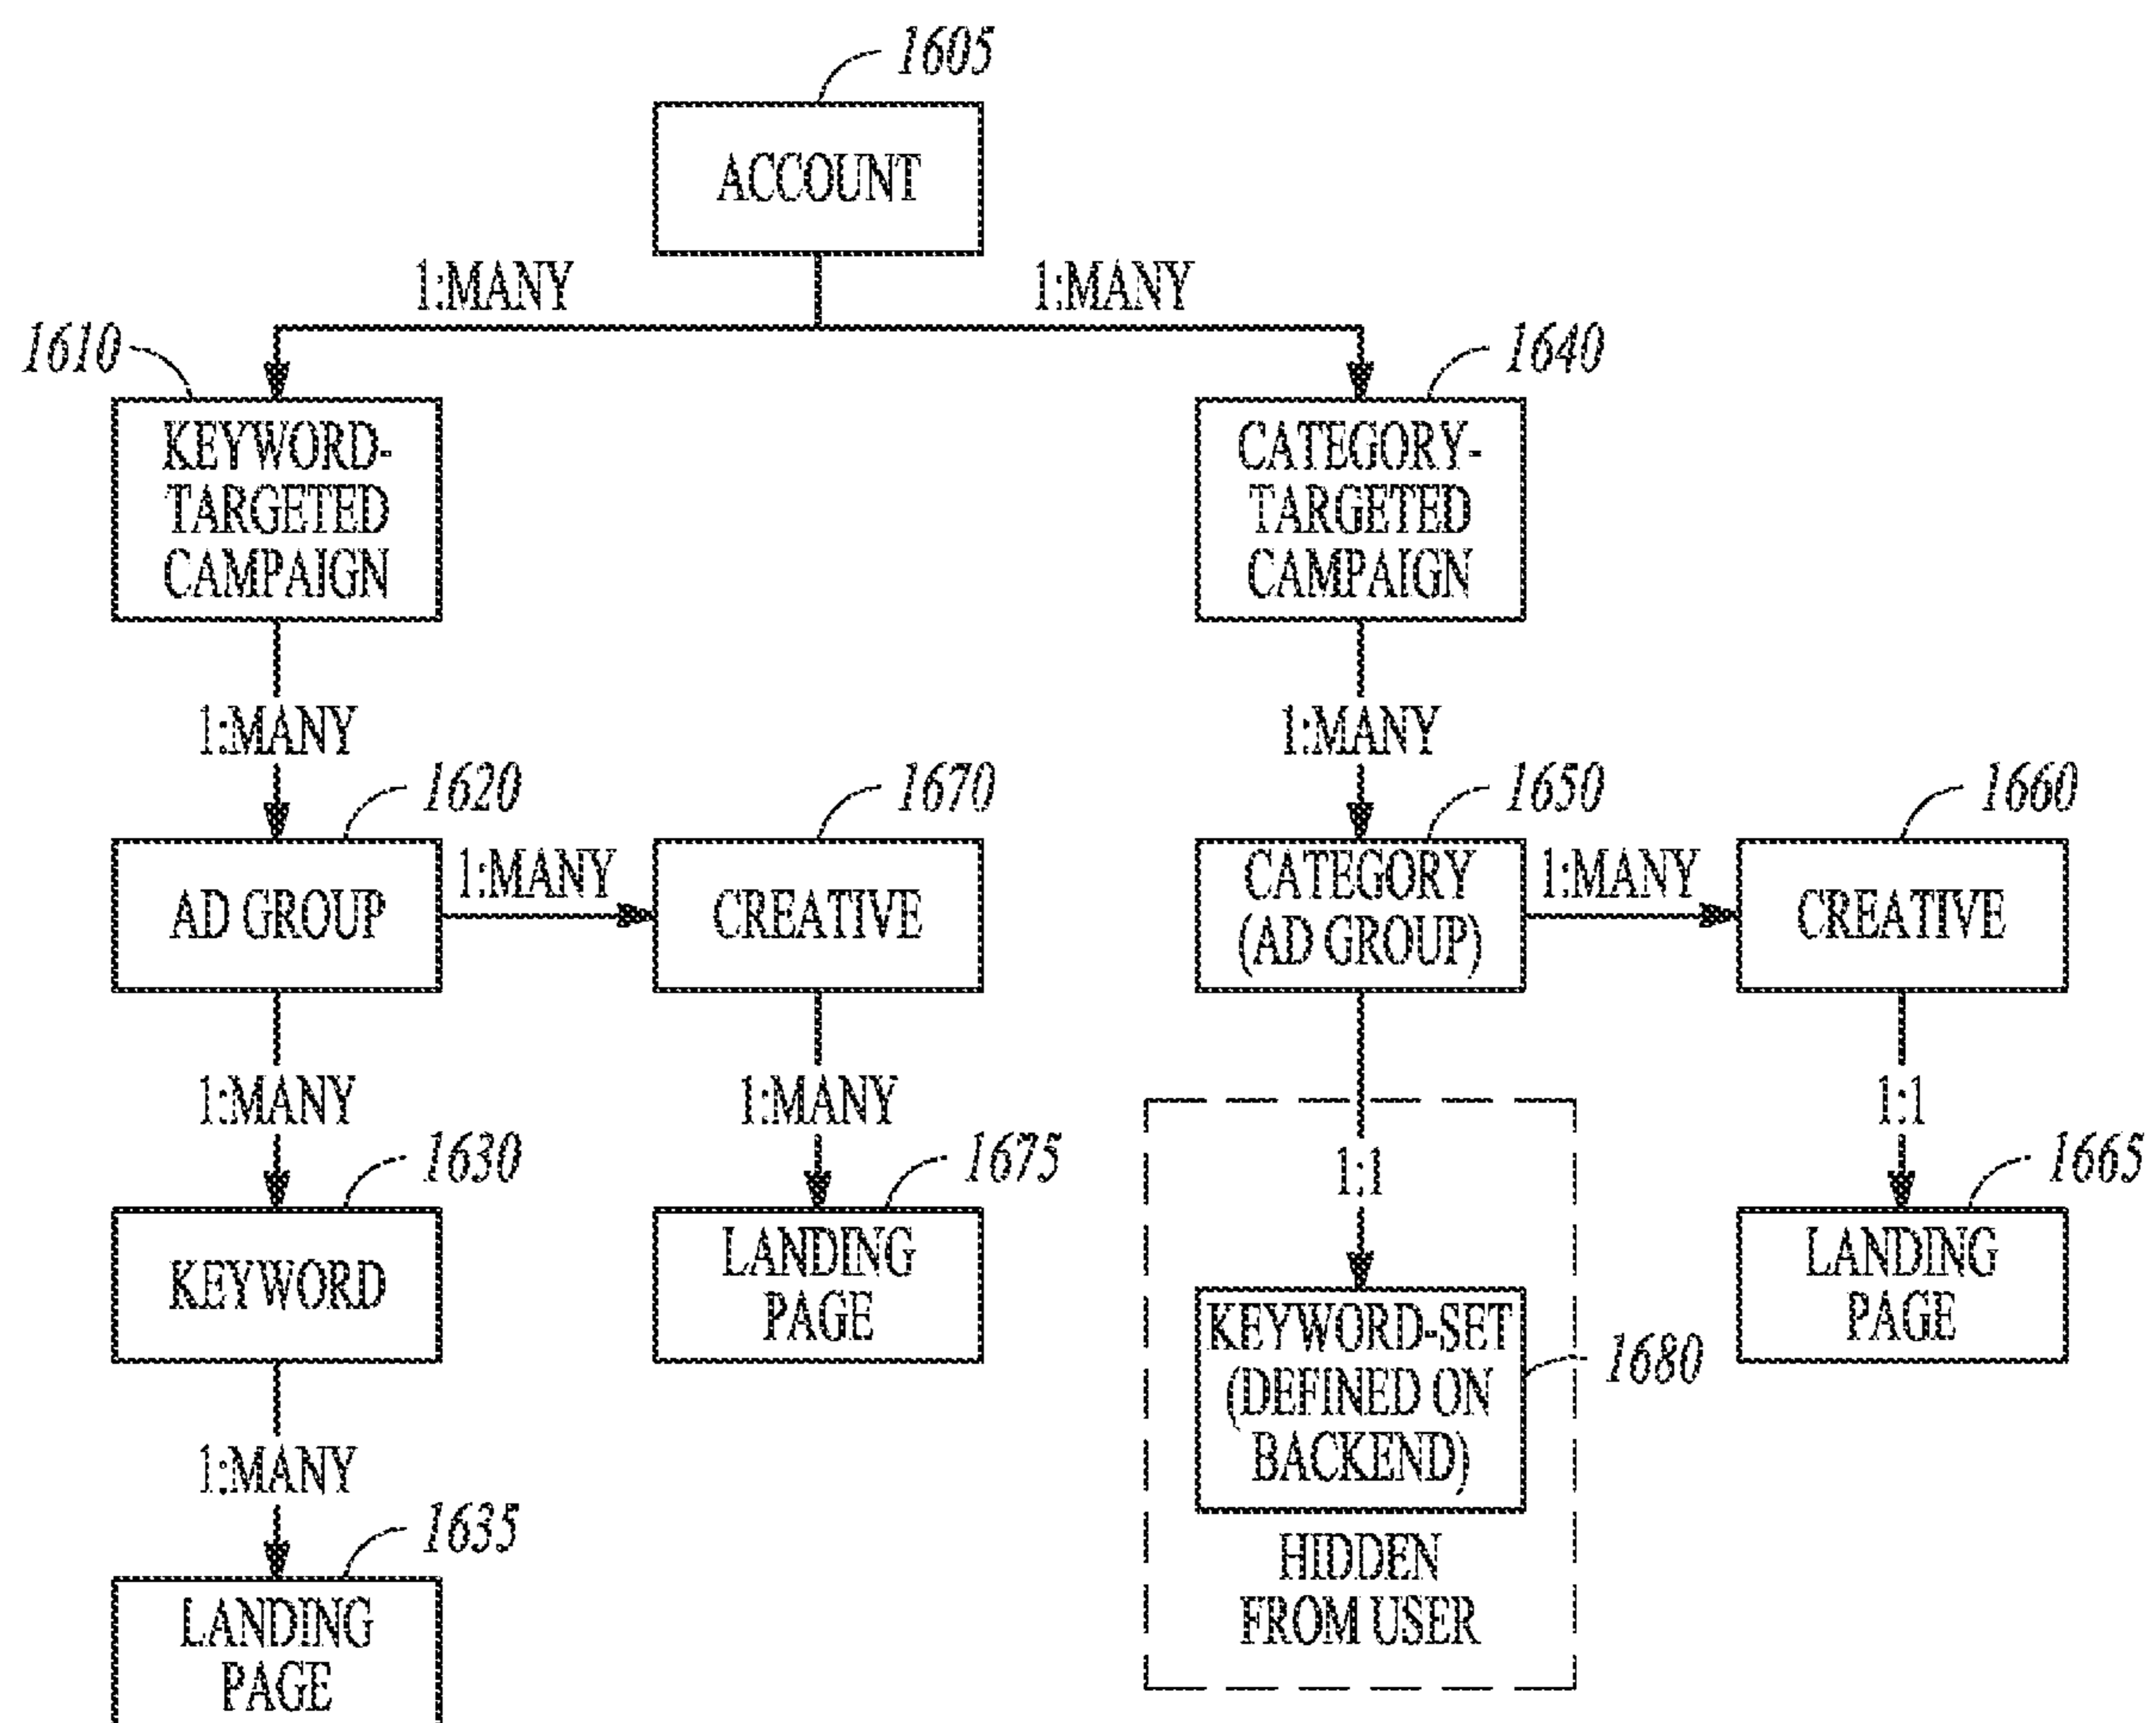 1605
ACCOUNT
1:MANY
1:MANY
1610
1640
KEYWORD-
TARGETED
CAMPAIGN
CATEGORY-
TARGETED
CAMPAIGN
1:MANY
1:MANY
1620
1670
1650
1660
AD GROUP
1:MANY
CREATIVE
CATEGORY
(AD GROUP)
1:MANY
CREATIVE
1:MANY
1:MANY
1:1
1:1
1630
1675
1665
KEYWORD
LANDING
PAGE
KEYWORD-SET
(DEFINED ON
BACKEND)
1680
LANDING
PAGE
1:MANY
1635
HIDDEN
FROM USER
LANDING
PAGE